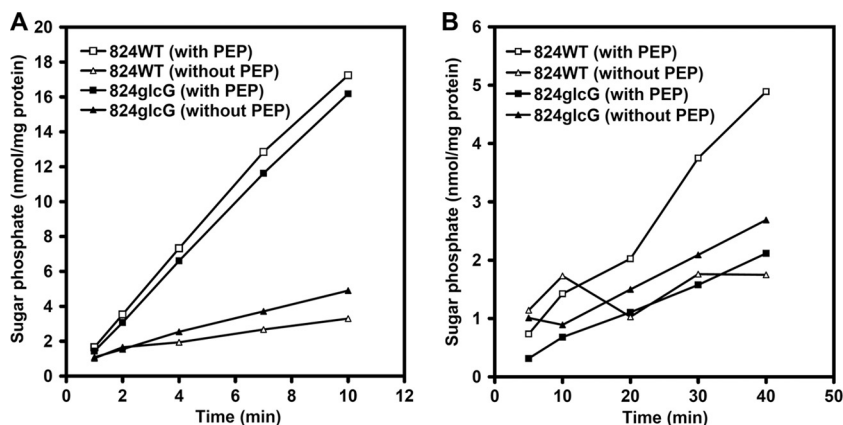 A
Sugar phosphate (nmol/mg protein)
20
18
16
14
12
10
8
6
4
2
0
824WT (with PEP)
824WT (without PEP)
824glcG (with PEP)
824glcG (without PEP)
0 2 4 6 8 10 12
Time (min)
B
Sugar phosphate (nmol/mg protein)
6
5
4
3
2
1
0
824WT (with PEP)
824WT (without PEP)
824glcG (with PEP)
824glcG (without PEP)
0 10 20 30 40 50
Time (min)